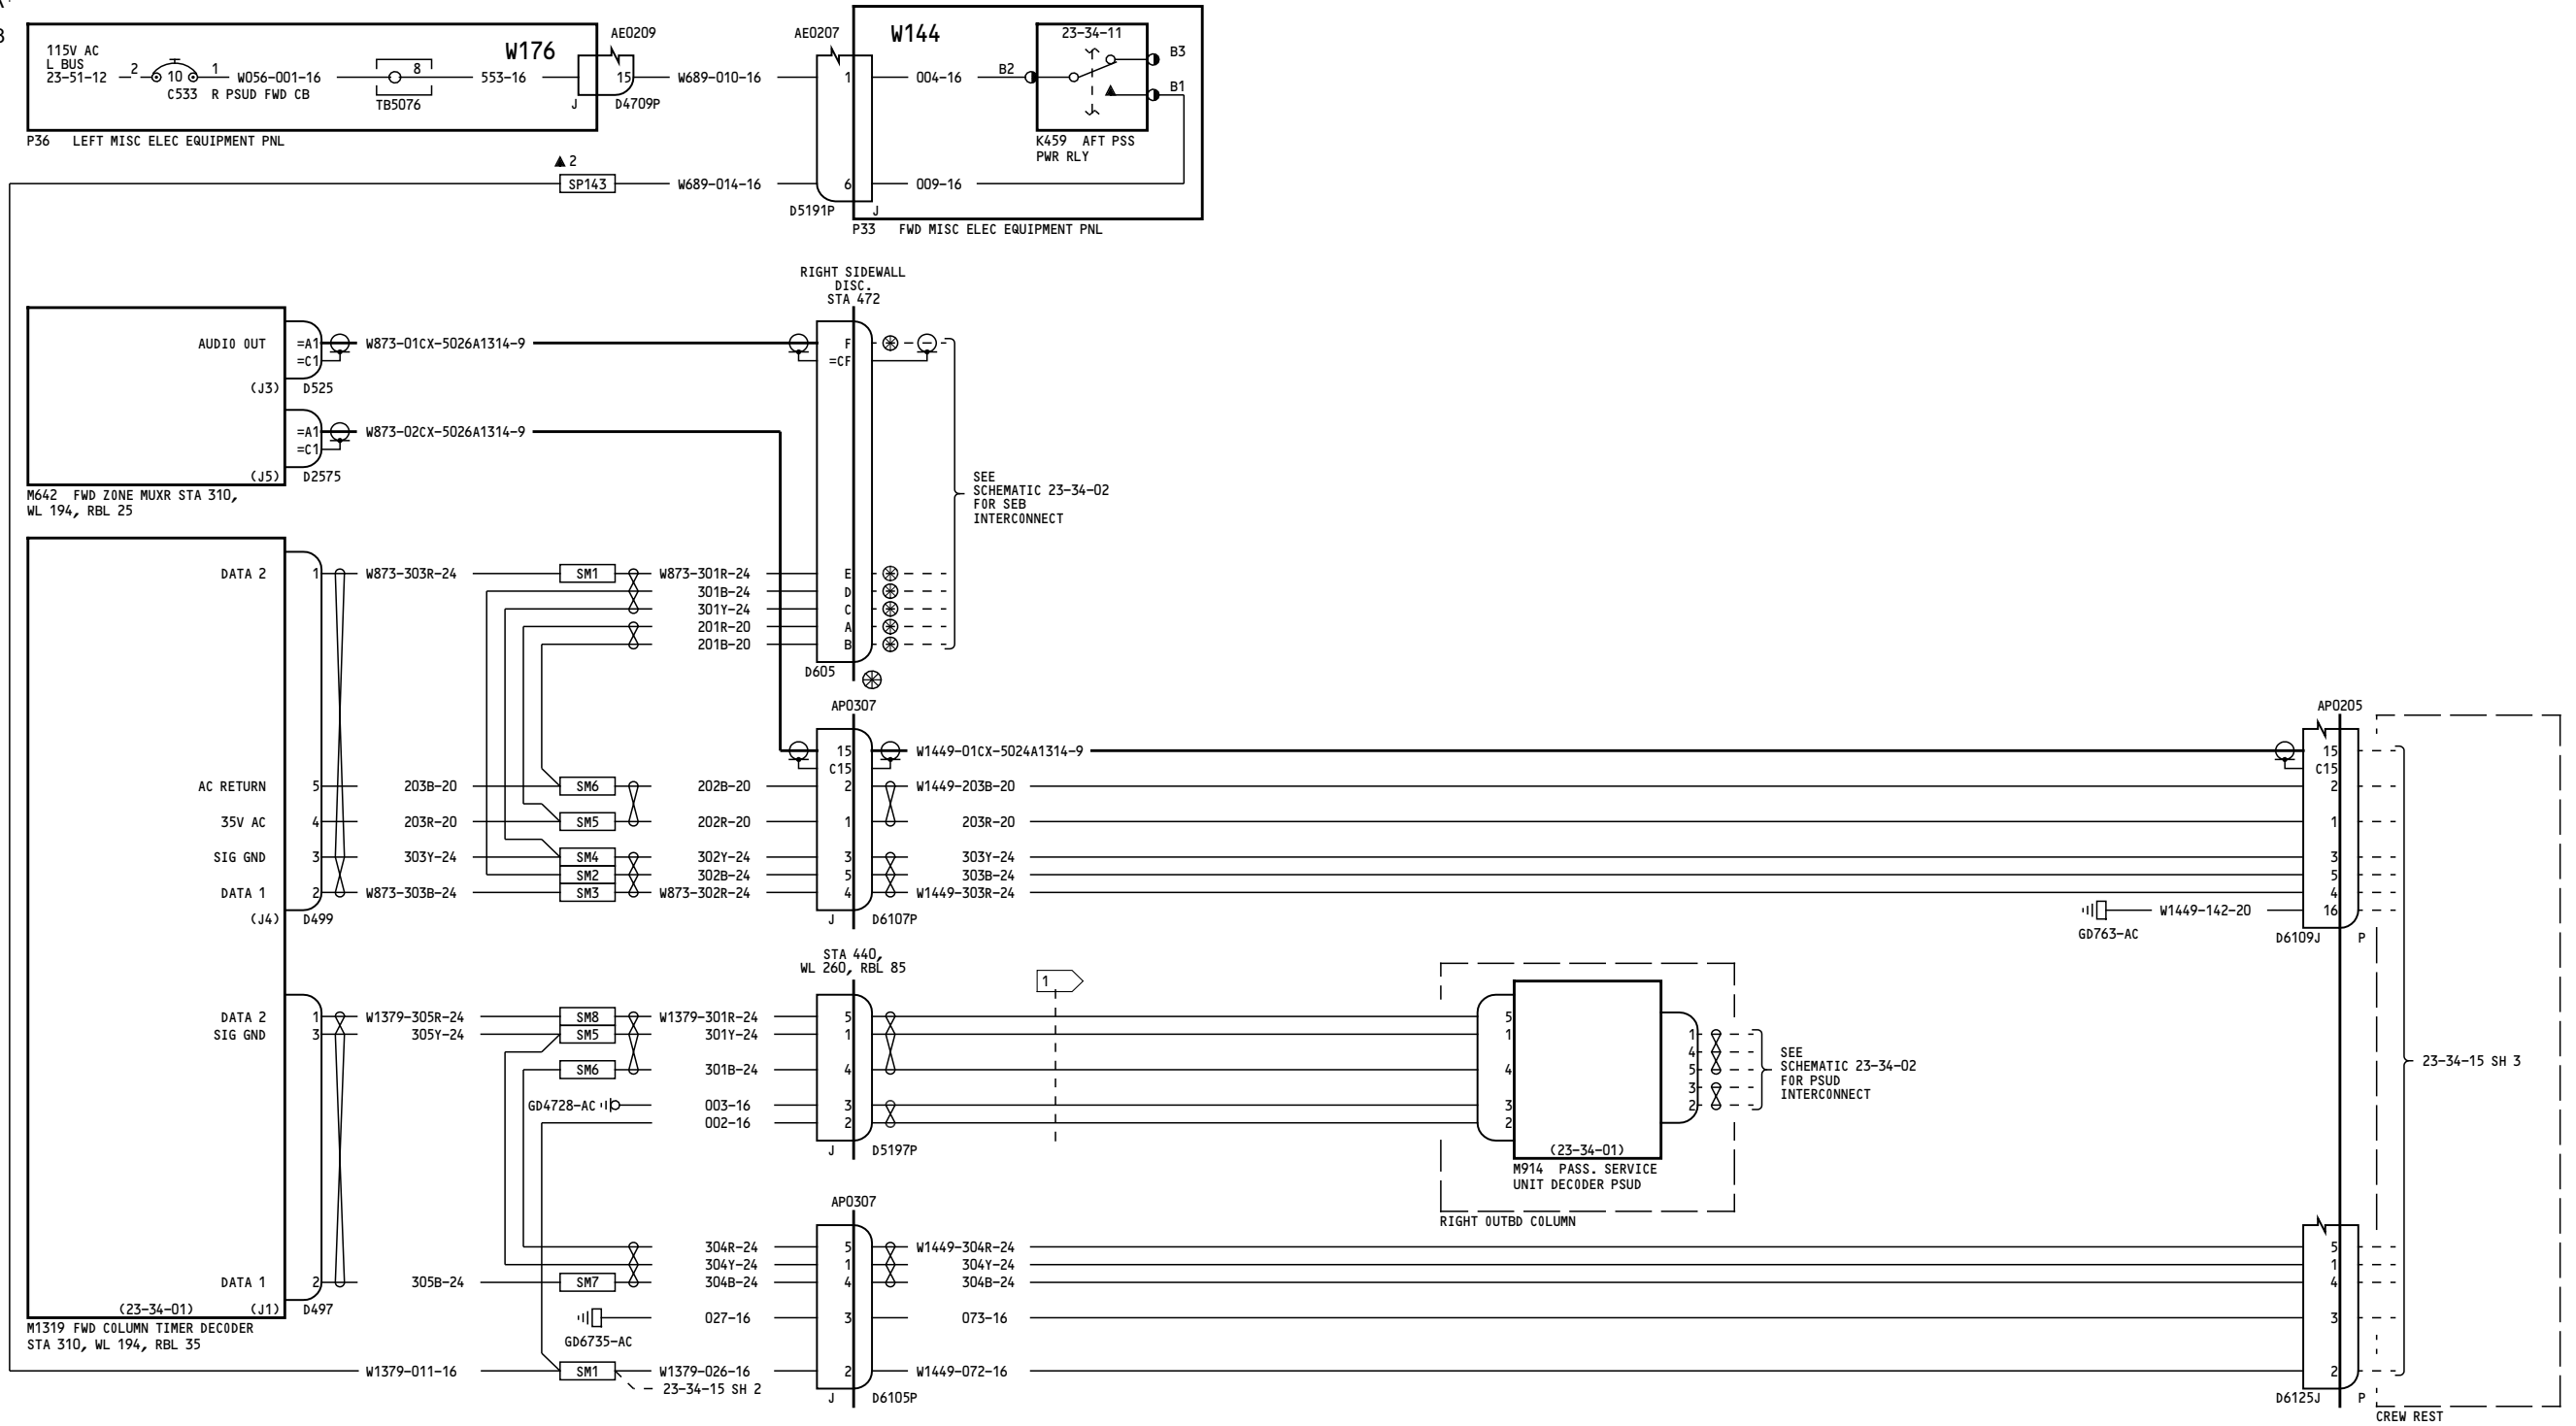 115V AC
L BUS
23-51-12
2
10
1
W056-001-16
C533 R PSUD FWD CB
8
TB5076
553-16
W176
J
AE0209
15
D4709P
W689-010-16
P36 LEFT MISC ELEC EQUIPMENT PNL
AE0207
W144
1
004-16
B2
23-34-11
B3
B1
K459 AFT PSS
PWR RLY
▲ 2
SP143
W689-014-16
6
009-16
D5191P
J
P33 FWD MISC ELEC EQUIPMENT PNL
RIGHT SIDEWALL
DISC.
STA 472
AUDIO OUT
=A1
W873-01CX-5026A1314-9
F
=C1
=CF
(J3)
D525
=A1
W873-02CX-5026A1314-9
=C1
(J5)
D2575
M642 FWD ZONE MUXR STA 310,
WL 194, RBL 25
SEE
SCHEMATIC 23-34-02
FOR SEB
INTERCONNECT
DATA 2
1
W873-303R-24
SM1
W873-301R-24
E
301B-24
D
301Y-24
C
201R-20
A
201B-20
B
D605
AP0307
AP0205
15
W1449-01CX-5024A1314-9
15
C15
C15
AC RETURN
5
203B-20
SM6
202B-20
2
W1449-203B-20
2
35V AC
4
203R-20
SM5
202R-20
1
203R-20
1
SIG GND
3
303Y-24
SM4
302Y-24
3
303Y-24
3
SM2
302B-24
5
303B-24
5
DATA 1
2
W873-303B-24
SM3
W873-302R-24
4
W1449-303R-24
4
W1449-142-20
16
(J4)
D499
J
D6107P
GD763-AC
D6109J
P
STA 440,
WL 260, RBL 85
1
DATA 2
1
W1379-305R-24
SM8
W1379-301R-24
5
5
SIG GND
3
305Y-24
SM5
301Y-24
1
1
1
4
SM6
301B-24
4
4
5
3
GD4728-AC
003-16
3
3
2
002-16
2
2
SEE
SCHEMATIC 23-34-02
FOR PSUD
INTERCONNECT
23-34-15 SH 3
J
D5197P
(23-34-01)
M914 PASS. SERVICE
UNIT DECODER PSUD
RIGHT OUTBD COLUMN
AP0307
304R-24
5
W1449-304R-24
5
304Y-24
1
304Y-24
1
DATA 1
2
305B-24
SM7
304B-24
4
304B-24
4
(23-34-01)
(J1)
D497
027-16
3
073-16
3
GD6735-AC
M1319 FWD COLUMN TIMER DECODER
STA 310, WL 194, RBL 35
W1379-011-16
SM1
W1379-026-16
2
W1449-072-16
2
23-34-15 SH 2
J
D6105P
D6125J
P
CREW REST